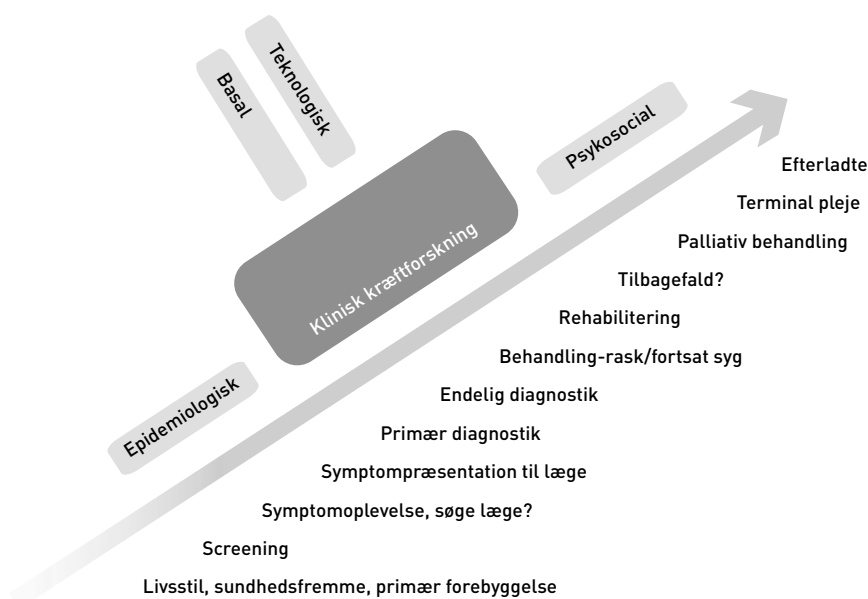 Teknologisk
Basal
Psykosocial
Klinisk kræftforskning
Epidemiologisk
Efterladte
Terminal pleje
Palliativ behandling
Tilbagefald?
Rehabilitering
Behandling-rask/fortsat syg
Endelig diagnostik
Primær diagnostik
Symptompræsentation til læge
Symptomoplevelse, søge læge?
Screening
Livsstil, sundhedsfremme, primær forebyggelse